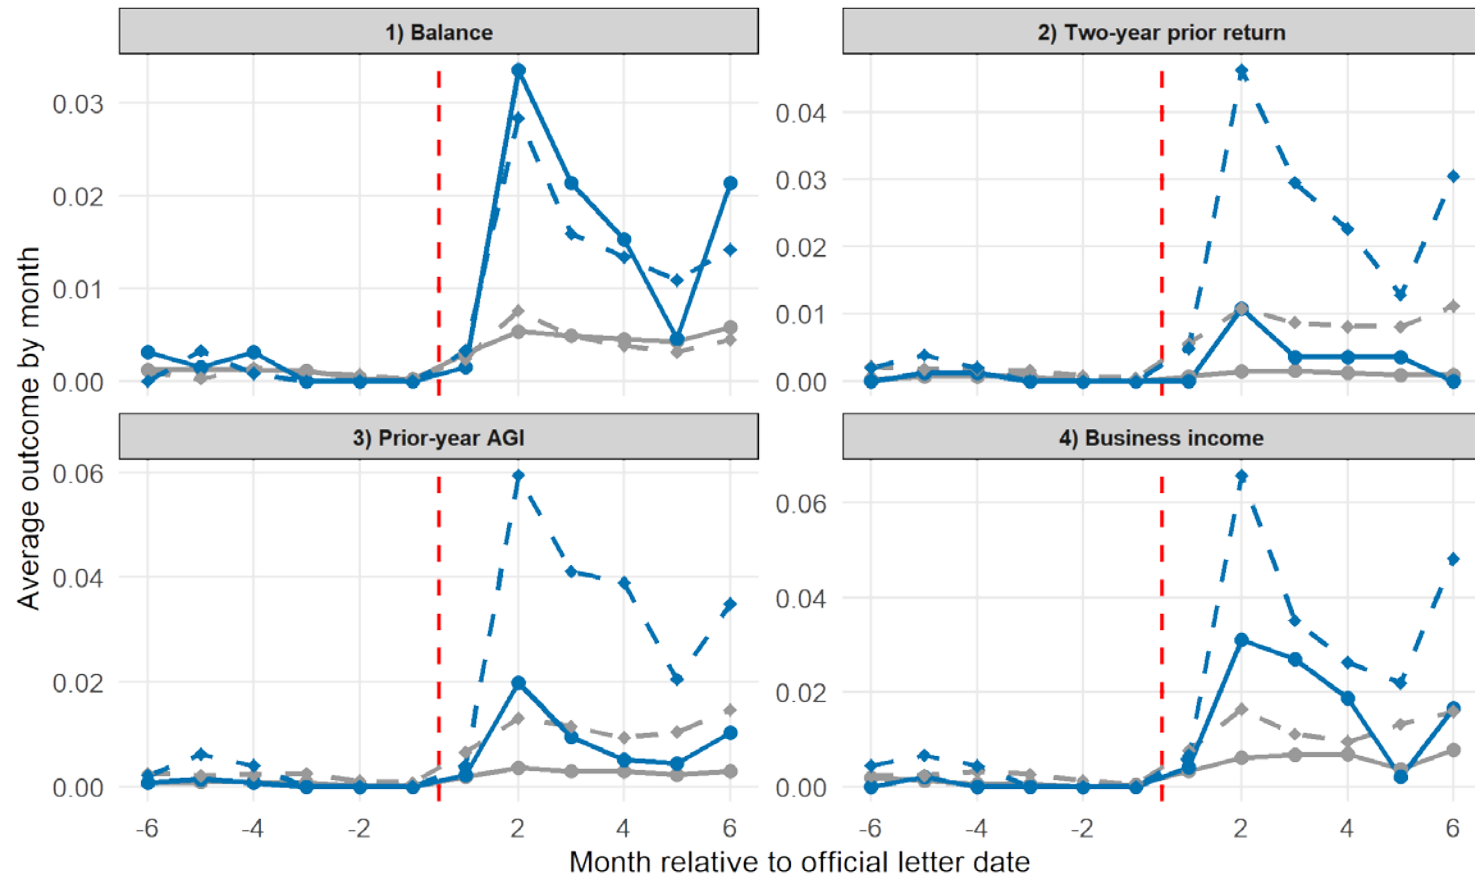 1) Balance
2) Two-year prior return
0.03
0.02
0.01
0.00
0.04
0.03
0.02
0.01
0.00
Average outcome by month
3) Prior-year AGI
4) Business income
0.06
0.04
0.02
0.00
0.06
0.04
0.02
0.00
-6 -4 -2 2 4 6
-6 -4 -2 2 4 6
Month relative to official letter date